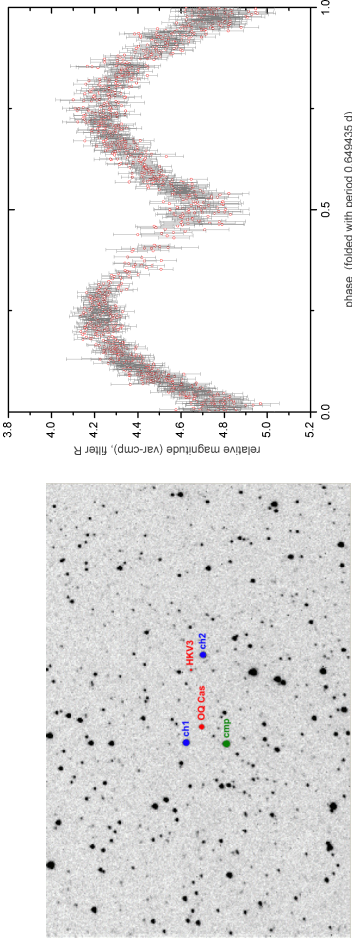 ch1
HKV3
OQ Cas
ch2
cmp
3.8
4.0
4.2
4.4
4.6
4.8
5.0
5.2
relative magnitude (var-cmp), filter R
0.0
0.5
1.0
phase (folded with period 0.649435 d)